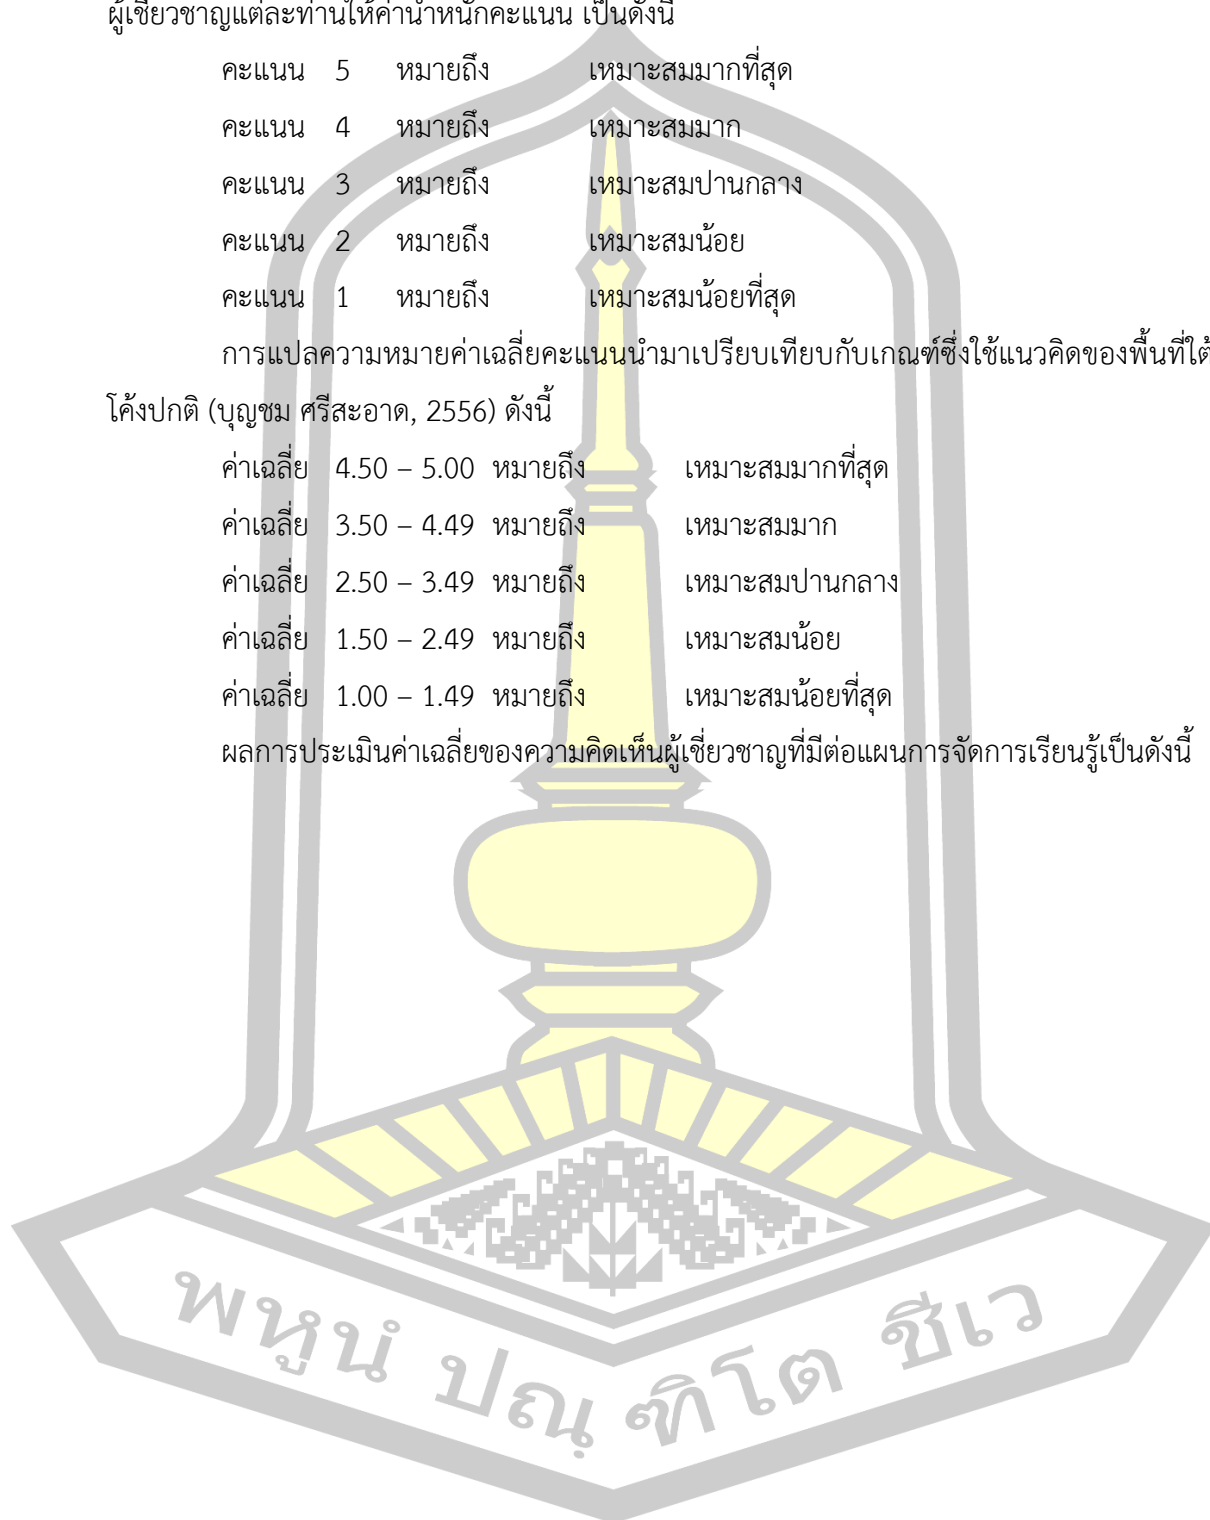 ผู้เชี่ยวชาญแต่ละท่านให้ค่าน้ำหนักคะแนน เป็นดังนี้
คะแนน 5 หมายถึง เหมาะสมมากที่สุด
คะแนน 4 หมายถึง เหมาะสมมาก
คะแนน 3 หมายถึง เหมาะสมปานกลาง
คะแนน 2 หมายถึง เหมาะสมน้อย
คะแนน 1 หมายถึง เหมาะสมน้อยที่สุด
การแปลความหมายค่าเฉลี่ยคะแนนนำมาเปรียบเทียบกับเกณฑ์ซึ่งใช้แนวคิดของพื้นที่ใต้
โค้งปกติ (บุญชม ศรีสะอาด, 2556) ดังนี้
ค่าเฉลี่ย 4.50 – 5.00 หมายถึง เหมาะสมมากที่สุด
ค่าเฉลี่ย 3.50 – 4.49 หมายถึง เหมาะสมมาก
ค่าเฉลี่ย 2.50 – 3.49 หมายถึง เหมาะสมปานกลาง
ค่าเฉลี่ย 1.50 – 2.49 หมายถึง เหมาะสมน้อย
ค่าเฉลี่ย 1.00 – 1.49 หมายถึง เหมาะสมน้อยที่สุด
ผลการประเมินค่าเฉลี่ยของความคิดเห็นผู้เชี่ยวชาญที่มีต่อแผนการจัดการเรียนรู้เป็นดังนี้
พหูนํ ปณฺฑิโต ชีเว